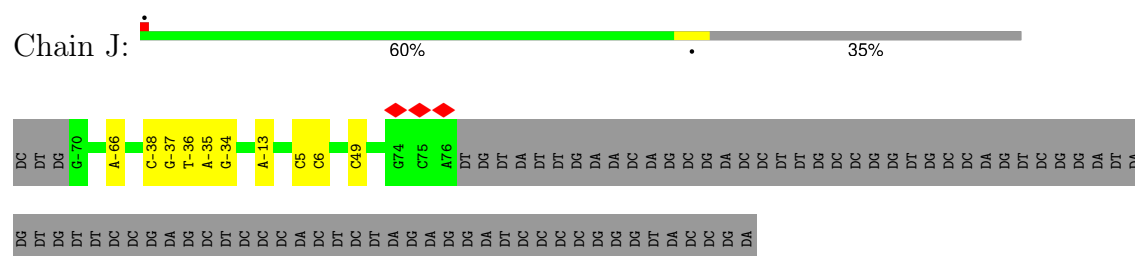 Chain J:
•
60%
•
35%
DC DT DG G-70 A-66 C-38 G-37 T-36 A-35 G-34 A-13 C5 C6 C49 G74 C75 A76 DT DG DT DA DT DT DG DA DA DC DA DG DC DG DA DC DC DT DT DG DC DC DG DG DT DG DC DC DA DG DT DC DG DG DA DT DA
DG DT DG DT DT DC DC DG DA DG DC DT DC DC DC DA DC DT DC DT DA DG DA DG DG DA DT DC DC DC DC DG DG DG DT DA DC DC DG DA